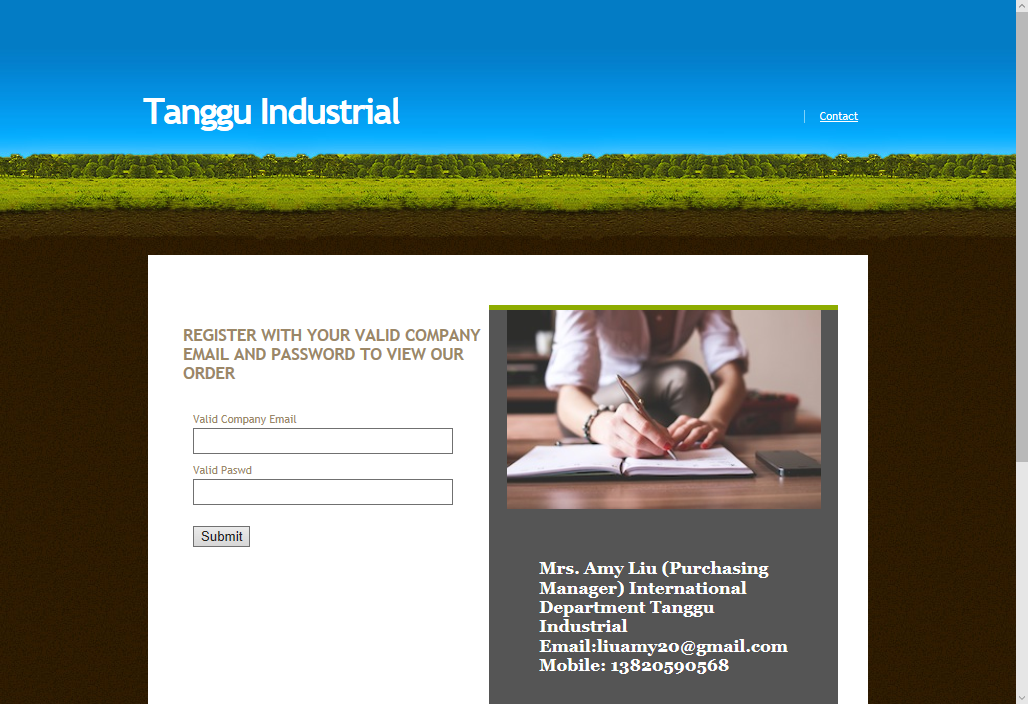 Tanggu Industrial
Contact
REGISTER WITH YOUR VALID COMPANY
EMAIL AND PASSWORD TO VIEW OUR
ORDER
Valid Company Email
Valid Paswd
Submit
Mrs. Amy Liu (Purchasing
Manager) International
Department Tanggu
Industrial
Email:liuamy20@gmail.com
Mobile: 13820590568